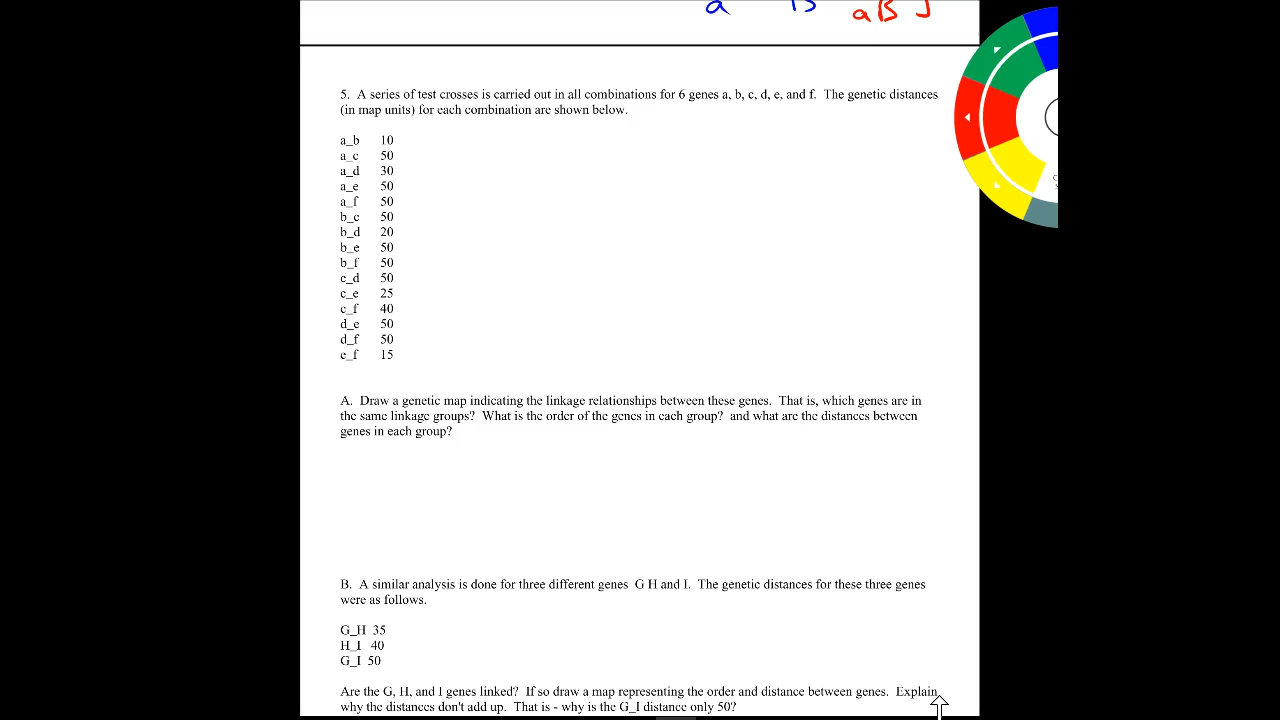 a B aB
5. A series of test crosses is carried out in all combinations for 6 genes a, b, c, d, e, and f. The genetic distances
(in map units) for each combination are shown below.
a_b 10
a_c 50
a_d 30
a_e 50
a_f 50
b_c 50
b_d 20
b_e 50
b_f 50
c_d 50
c_e 25
c_f 40
d_e 50
d_f 50
e_f 15
A. Draw a genetic map indicating the linkage relationships between these genes. That is, which genes are in
the same linkage groups? What is the order of the genes in each group? and what are the distances between
genes in each group?
B. A similar analysis is done for three different genes G H and I. The genetic distances for these three genes
were as follows.
G_H 35
H_I 40
G_I 50
Are the G, H, and I genes linked? If so draw a map representing the order and distance between genes. Explain
why the distances don't add up. That is - why is the G_I distance only 50?